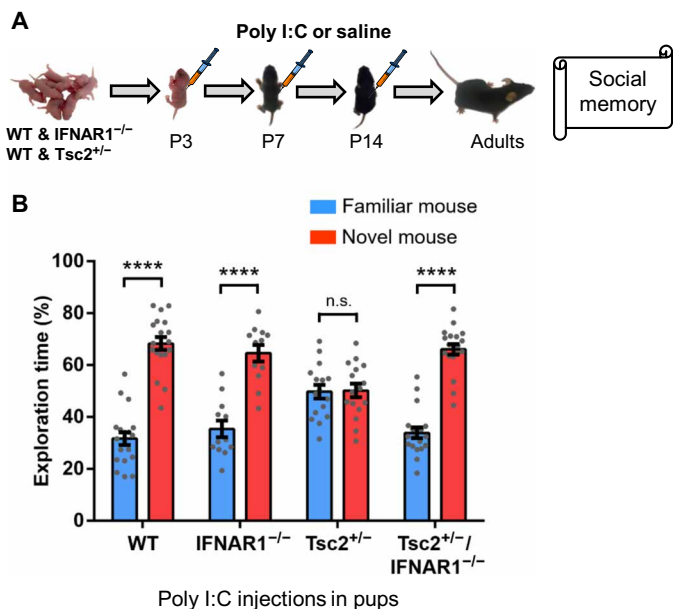 A
Poly I:C or saline
WT & IFNAR1⁻/⁻
WT & Tsc2⁺/⁻
P3
P7
P14
Adults
Social
memory
B
Familiar mouse
Novel mouse
Exploration time (%)
100
80
60
40
20
0
****
****
n.s.
****
WT
IFNAR1⁻/⁻
Tsc2⁺/⁻
Tsc2⁺/⁻/
IFNAR1⁻/⁻
Poly I:C injections in pups